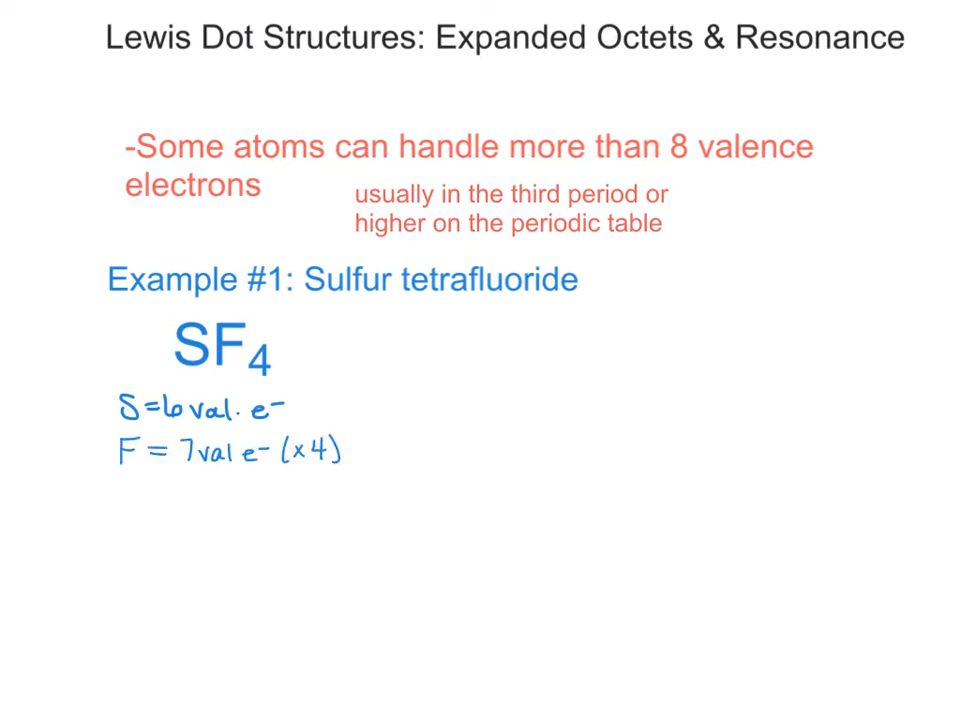 Lewis Dot Structures: Expanded Octets & Resonance
-Some atoms can handle more than 8 valence
electrons
usually in the third period or
higher on the periodic table
Example #1: Sulfur tetrafluoride
SF₄
S = 6 val. e⁻
F = 7 val e⁻ (x4)